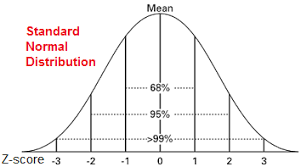 Mean
Standard
Normal
Distribution
68%
95%
>99%
Z-score -3 -2 -1 0 1 2 3